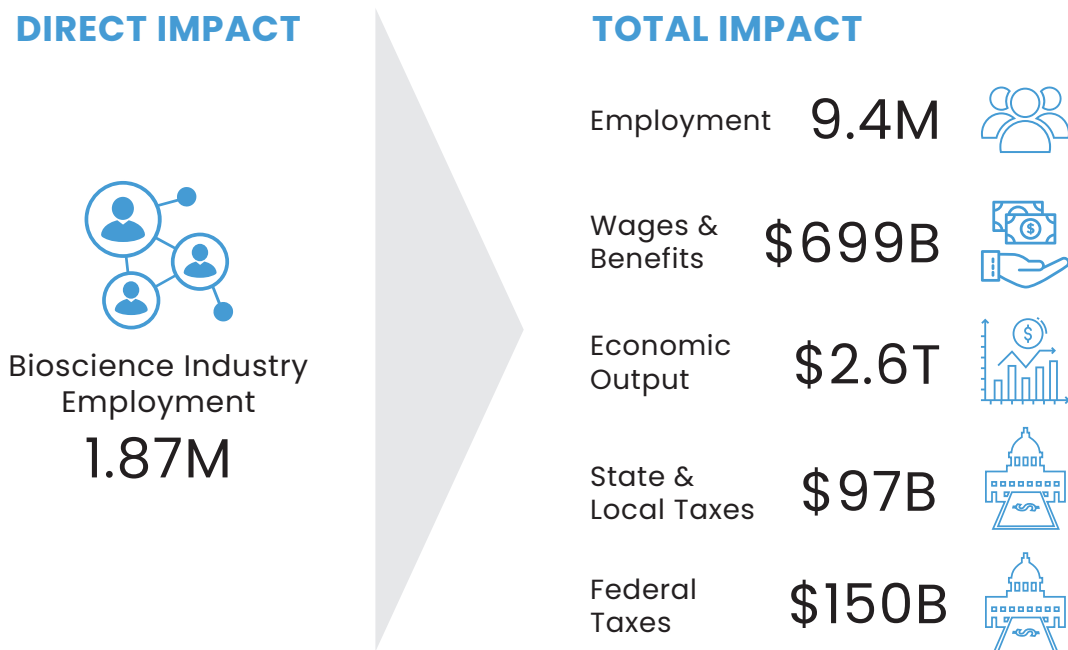 DIRECT IMPACT
Bioscience Industry
Employment
1.87M
TOTAL IMPACT
Employment 9.4M
Wages &
Benefits $699B
Economic
Output $2.6T
State &
Local Taxes $97B
Federal
Taxes $150B